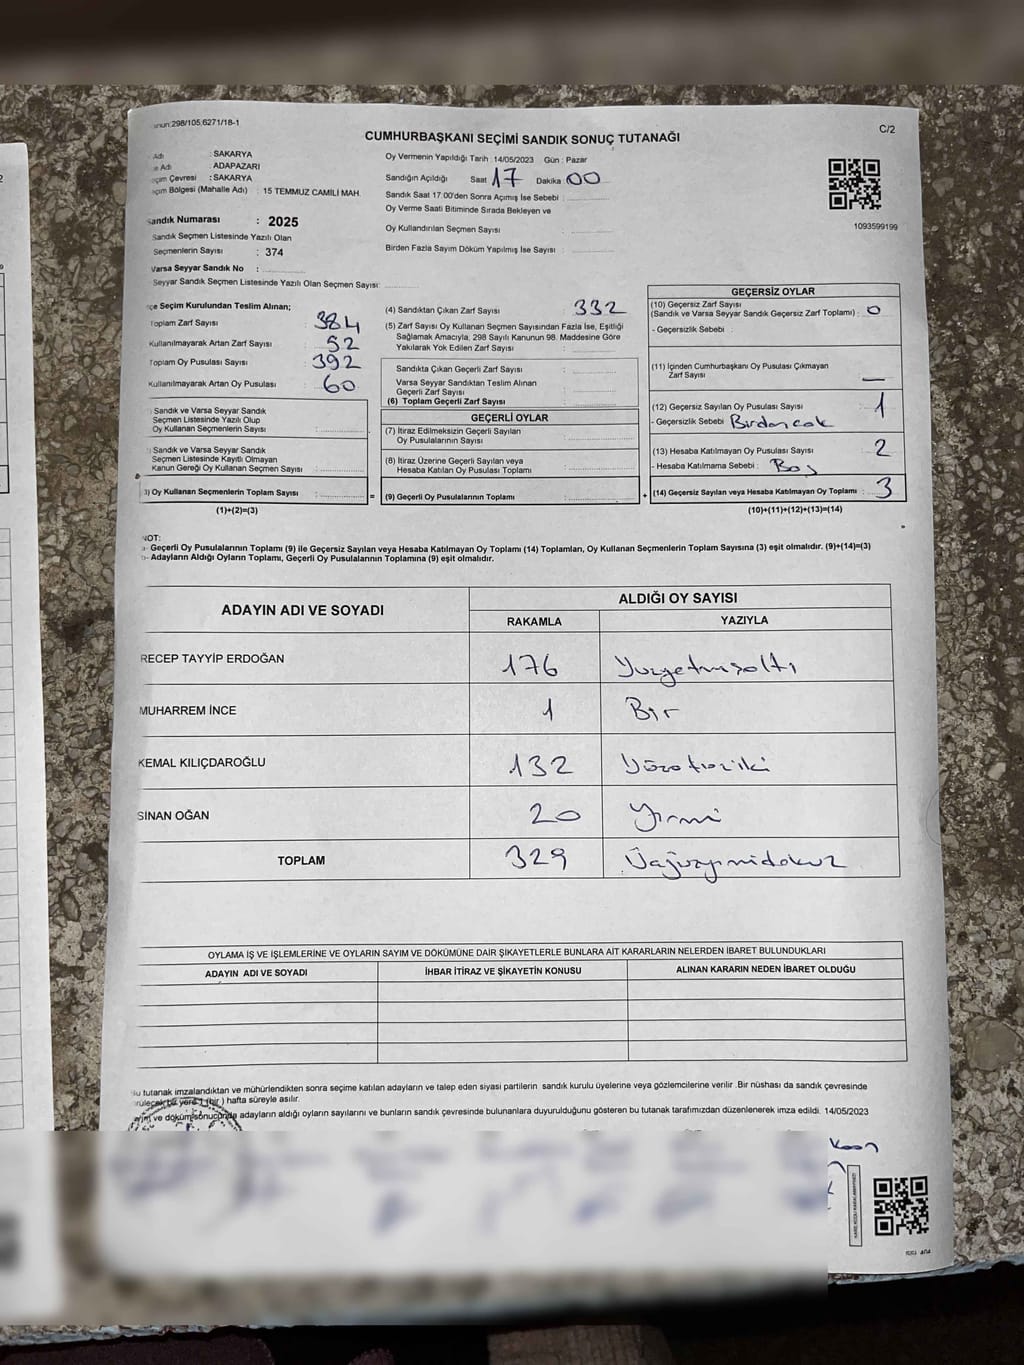 298/105,6271/18-1
C/2
CUMHURBAŞKANI SEÇİMİ SANDIK SONUÇ TUTANAĞI
Adı : SAKARYA
Adı : ADAPAZARI
Çevresi : SAKARYA
Bölgesi (Mahalle Adı) : 15 TEMMUZ CAMİLİ MAH.
Sandık Numarası : 2025
Sandık Seçmen Listesinde Yazılı Olan
Seçmenlerin Sayısı : 374
Varsa Seyyar Sandık No :
Seyyar Sandık Seçmen Listesinde Yazılı Olan Seçmen Sayısı:
Oy Vermenin Yapıldığı Tarih 14/05/2023 Gün : Pazar
Sandığın Açıldığı Saat 17 Dakika : 00
Sandık Saat 17:00'den Sonra Açmış İse Sebebi :
Oy Verme Saati Bitiminde Sırada Bekleyen ve
Oy Kullandırılan Seçmen Sayısı :
Birden Fazla Sayım Döküm Yapılmış İse Sayısı :
1093599199
Seçim Kurulundan Teslim Alınan;
Toplam Zarf Sayısı : 384
Kullanılmayarak Artan Zarf Sayısı : 52
Toplam Oy Pusulası Sayısı : 392
Kullanılmayarak Artan Oy Pusulası : 60
Sandık ve Varsa Seyyar Sandık
Seçmen Listesinde Yazılı Olup
Oy Kullanan Seçmenlerin Sayısı :
Sandık ve Varsa Seyyar Sandık
Seçmen Listesinde Kayıtlı Olmayan
Kanun Gereği Oy Kullanan Seçmen Sayısı :
3) Oy Kullanan Seçmenlerin Toplam Sayısı : =
(1)+(2)=(3)
(4) Sandıktan Çıkan Zarf Sayısı : 332
(5) Zarf Sayısı Oy Kullanan Seçmen Sayısından Fazla İse, Eşitliği
Sağlamak Amacıyla; 298 Sayılı Kanunun 98. Maddesine Göre
Yakılarak Yok Edilen Zarf Sayısı :
Sandıkta Çıkan Geçerli Zarf Sayısı :
Varsa Seyyar Sandıktan Teslim Alınan
Geçerli Zarf Sayısı :
(6) Toplam Geçerli Zarf Sayısı :
GEÇERLİ OYLAR
(7) İtiraz Edilmeksizin Geçerli Sayılan
Oy Pusulalarının Sayısı :
(8) İtiraz Üzerine Geçerli Sayılan veya
Hesaba Katılan Oy Pusulası Toplamı :
(9) Geçerli Oy Pusulalarının Toplamı : +
GEÇERSİZ OYLAR
(10) Geçersiz Zarf Sayısı
(Sandık ve Varsa Seyyar Sandık Geçersiz Zarf Toplamı) : 0
- Geçersizlik Sebebi :
(11) İçinden Cumhurbaşkanı Oy Pusulası Çıkmayan
Zarf Sayısı : —
(12) Geçersiz Sayılan Oy Pusulası Sayısı : 1
- Geçersizlik Sebebi : Birden cok
(13) Hesaba Katılmayan Oy Pusulası Sayısı : 2
- Hesaba Katılmama Sebebi : Boş
(14) Geçersiz Sayılan veya Hesaba Katılmayan Oy Toplamı : 3
(10)+(11)+(12)+(13)=(14)
NOT:
a- Geçerli Oy Pusulalarının Toplamı (9) ile Geçersiz Sayılan veya Hesaba Katılmayan Oy Toplamı (14) Toplamları, Oy Kullanan Seçmenlerin Toplam Sayısına (3) eşit olmalıdır. (9)+(14)=(3)
b- Adayların Aldığı Oyların Toplamı, Geçerli Oy Pusulalarının Toplamına (9) eşit olmalıdır.
ADAYIN ADI VE SOYADI
ALDIĞI OY SAYISI
RAKAMLA YAZIYLA
RECEP TAYYİP ERDOĞAN 176 Yüzyetmişaltı
MUHARREM İNCE 1 Bir
KEMAL KILIÇDAROĞLU 132 Yüzotuziki
SİNAN OĞAN 20 Yirmi
TOPLAM 329 Üçyüzyirmidokuz
OYLAMA İŞ VE İŞLEMLERİNE VE OYLARIN SAYIM VE DÖKÜMÜNE DAİR ŞİKAYETLERLE BUNLARA AİT KARARLARIN NELERDEN İBARET BULUNDUKLARI
ADAYIN ADI VE SOYADI İHBAR İTİRAZ VE ŞİKAYETİN KONUSU ALINAN KARARIN NEDEN İBARET OLDUĞU
Bu tutanak imzalandıktan ve mühürlendikten sonra seçime katılan adayların ve talep eden siyasi partilerin sandık kurulu üyelerine veya gözlemcilerine verilir .Bir nüshası da sandık çevresinde
bir yere 1 (bir ) hafta süreyle asılır.
ve döküm sonucunda adayların aldığı oyların sayılarını ve bunların sandık çevresinde bulunanlara duyurulduğunu gösteren bu tutanak tarafımızdan düzenlenerek imza edildi. 14/05/2023